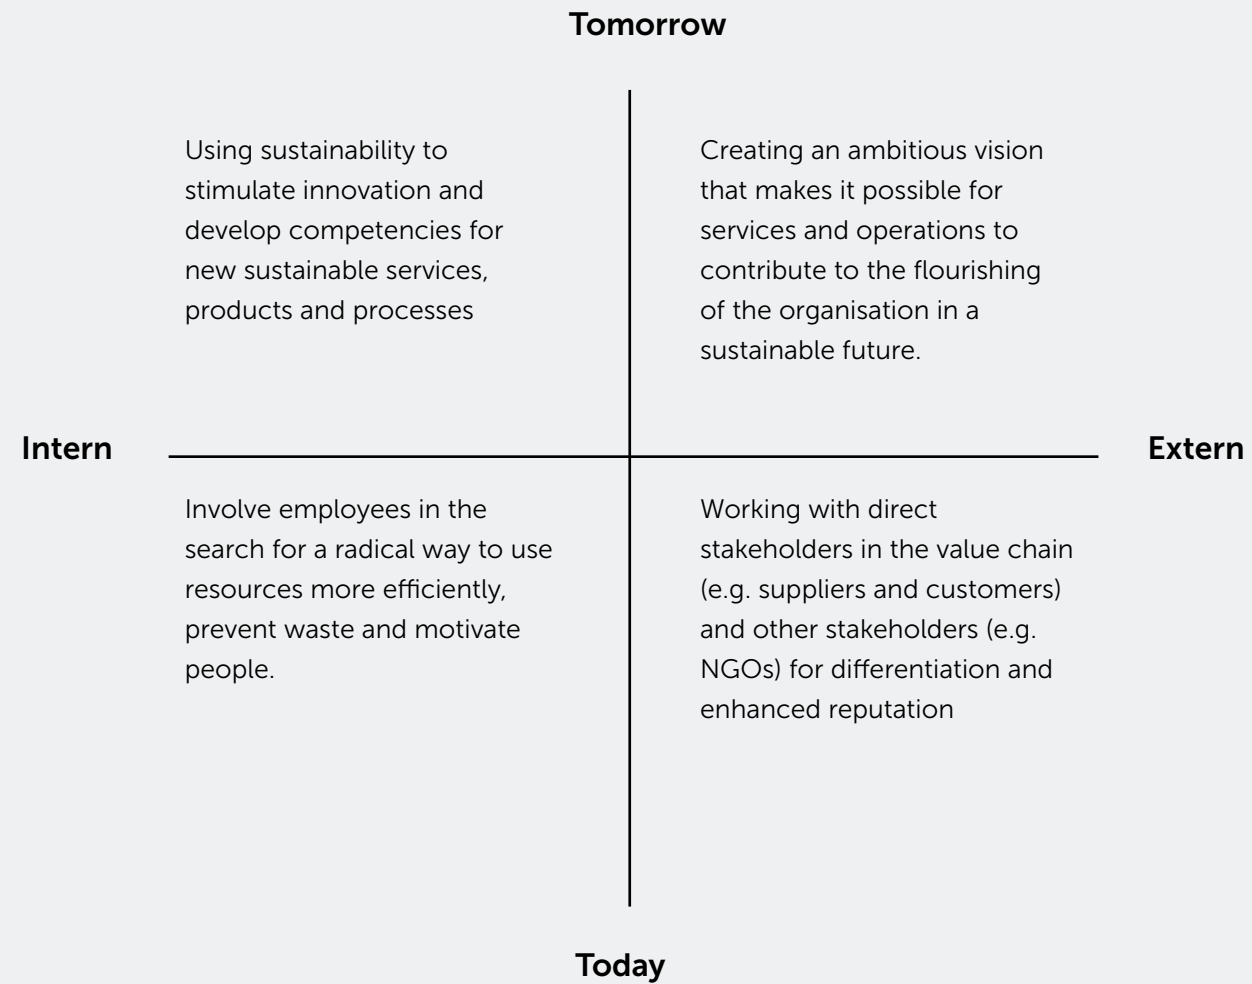 Tomorrow
Using sustainability to
stimulate innovation and
develop competencies for
new sustainable services,
products and processes
Creating an ambitious vision
that makes it possible for
services and operations to
contribute to the flourishing
of the organisation in a
sustainable future.
Intern
Extern
Involve employees in the
search for a radical way to use
resources more efficiently,
prevent waste and motivate
people.
Working with direct
stakeholders in the value chain
(e.g. suppliers and customers)
and other stakeholders (e.g.
NGOs) for differentiation and
enhanced reputation
Today